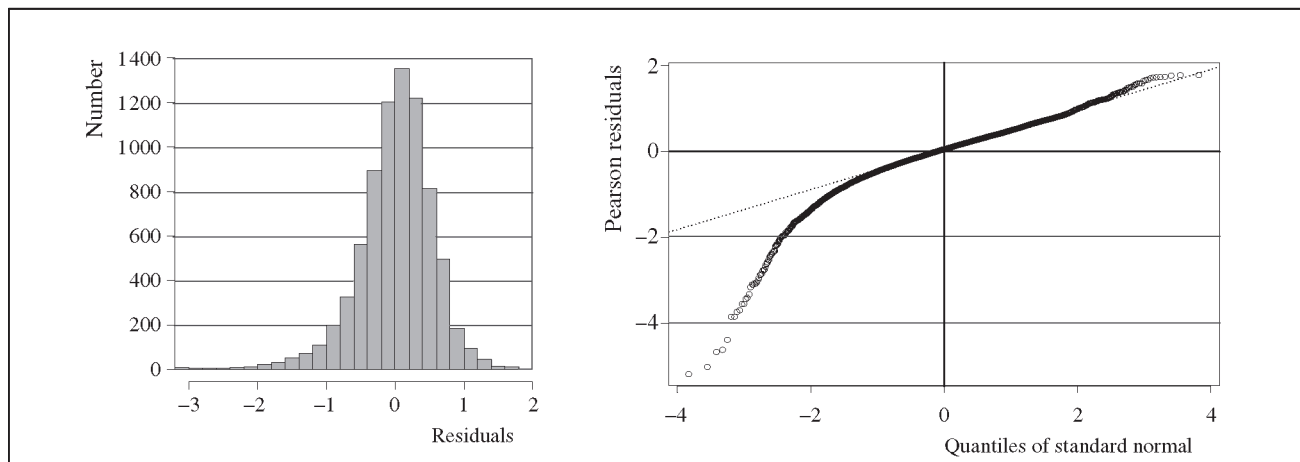 Number
1400
1200
1000
800
600
400
200
0
−3 −2 −1 0 1 2
Residuals
Pearson residuals
2
0
−2
−4
−4 −2 0 2 4
Quantiles of standard normal